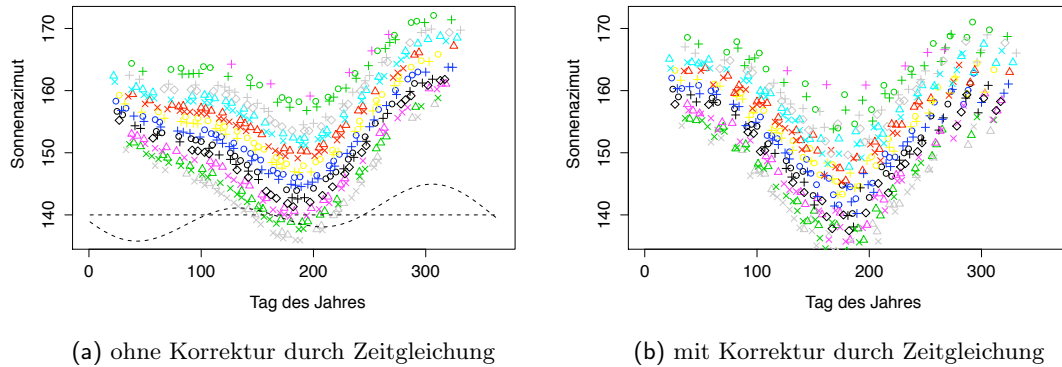 170
160
150
140
Sonnenazimut
0
100
200
300
Tag des Jahres
(a) ohne Korrektur durch Zeitgleichung
170
160
150
140
Sonnenazimut
0
100
200
300
Tag des Jahres
(b) mit Korrektur durch Zeitgleichung